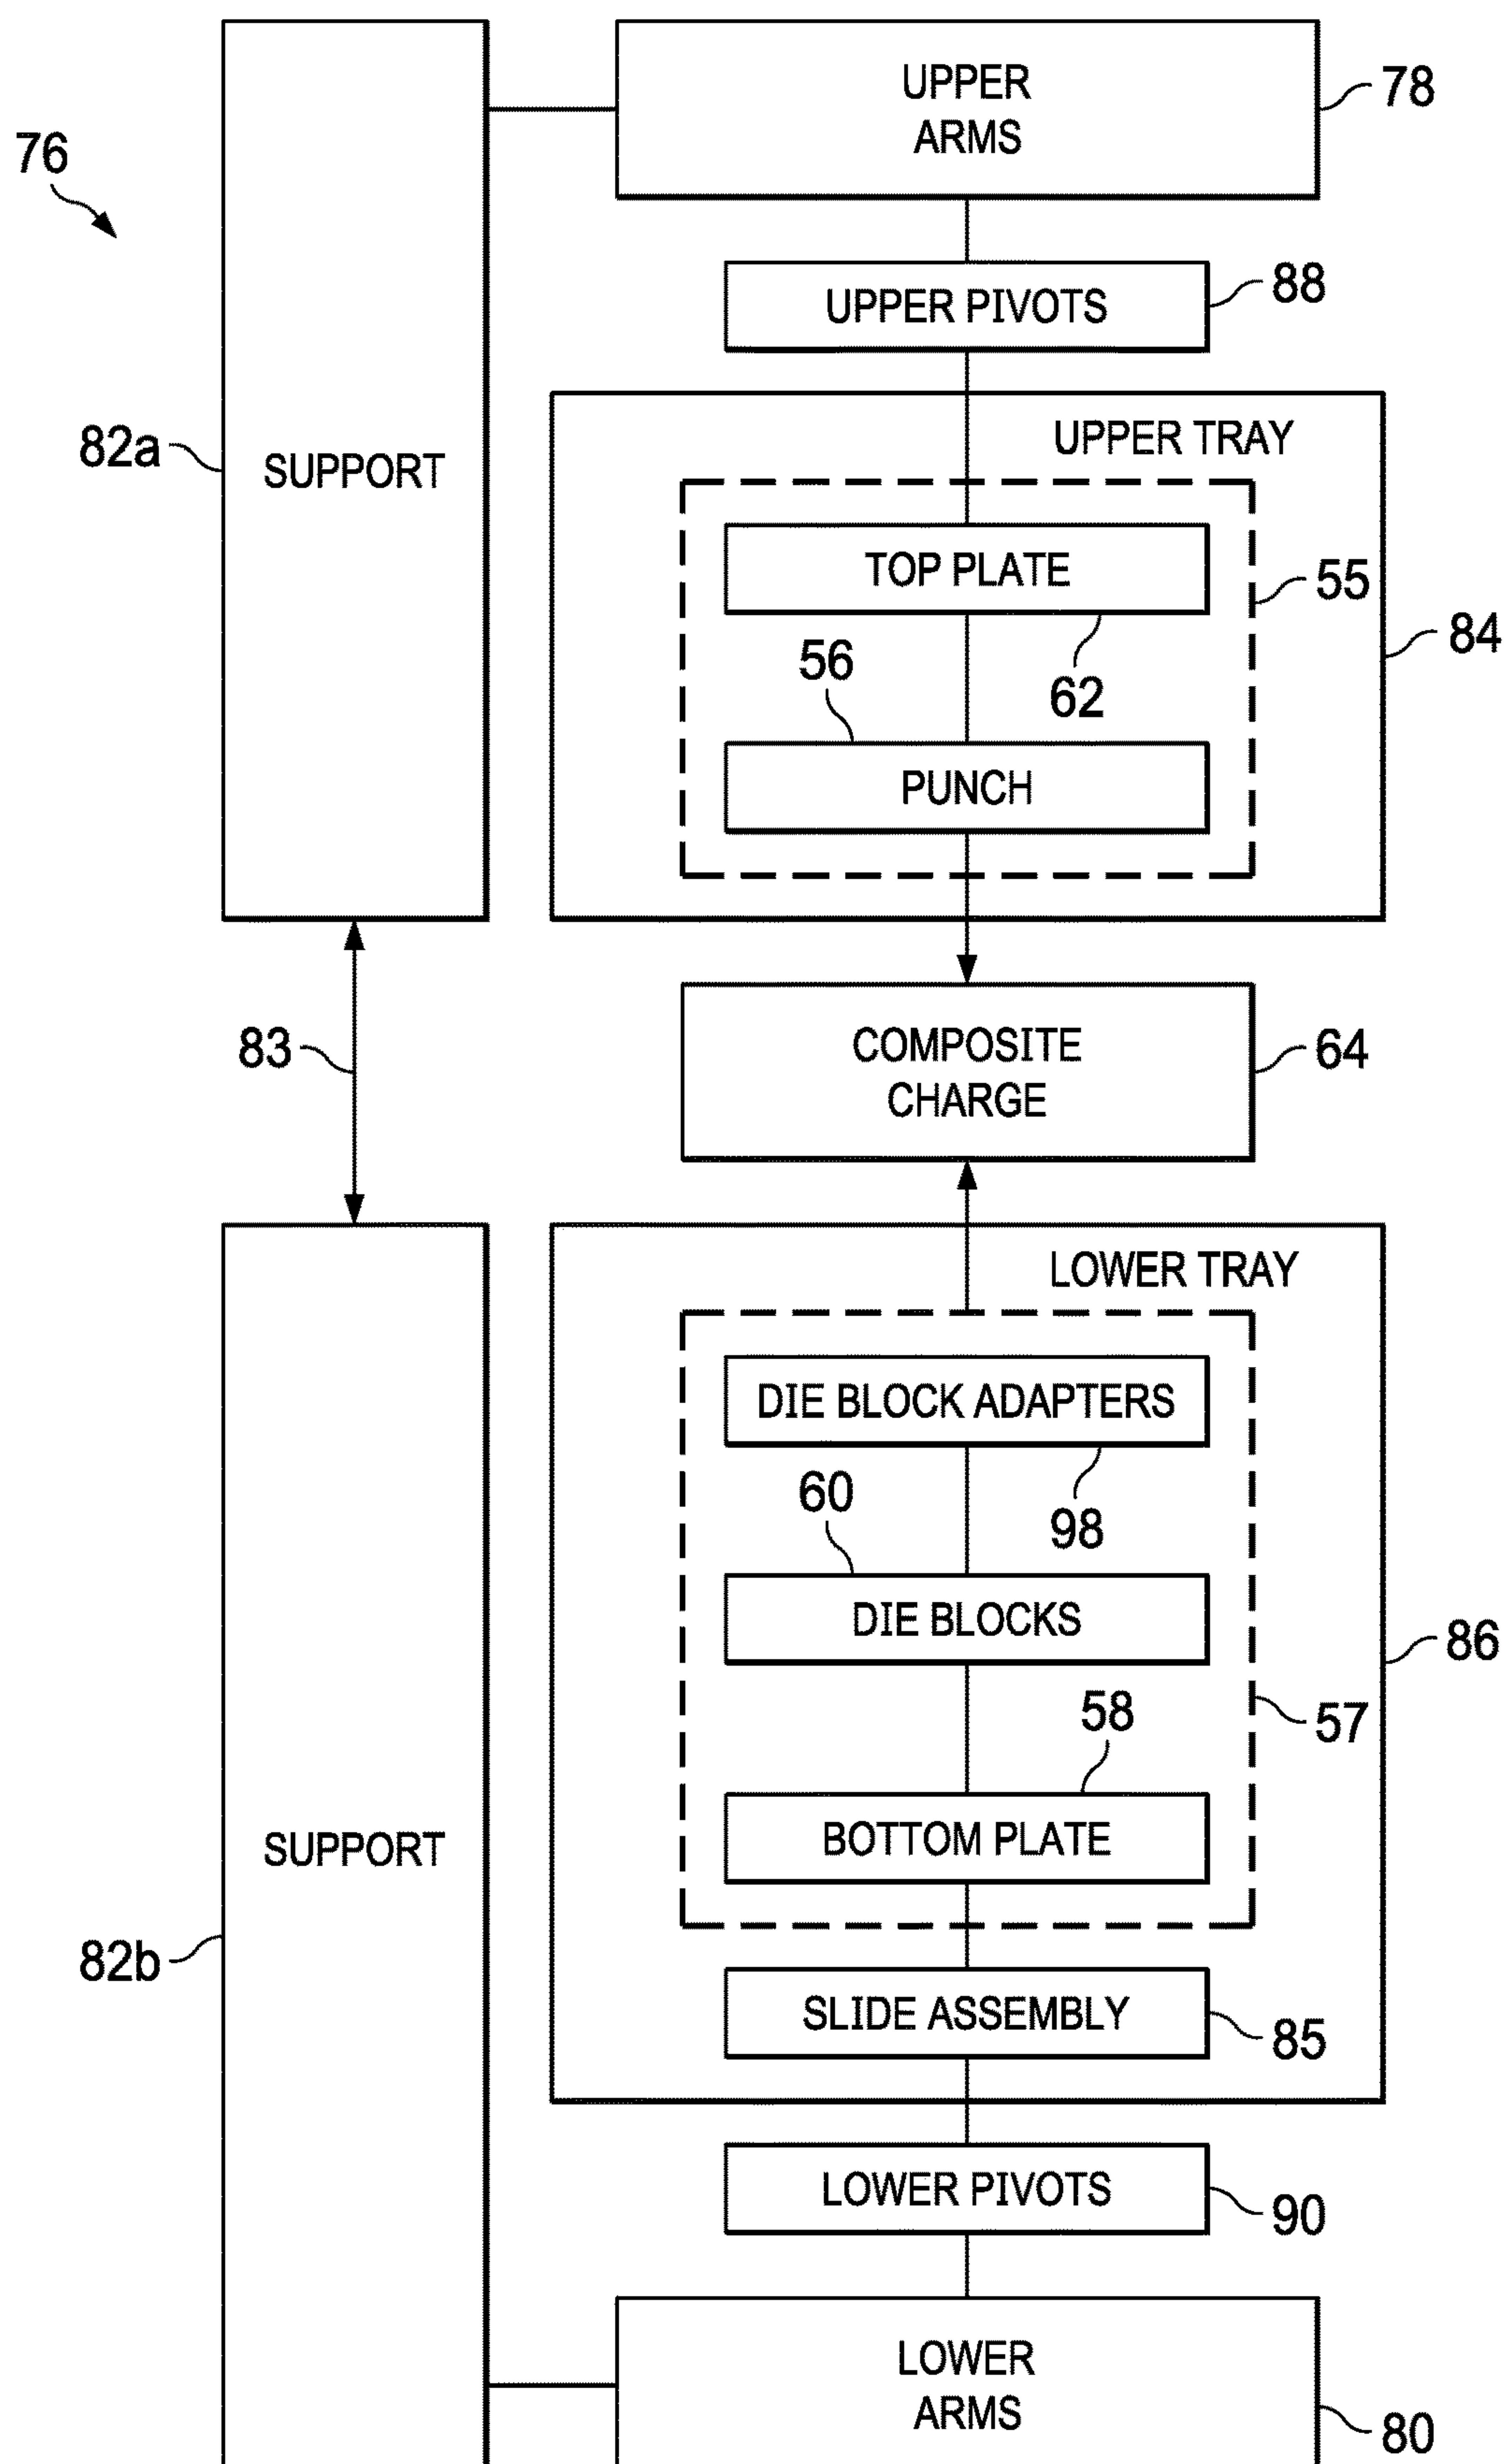 UPPER
ARMS
78
76
UPPER PIVOTS
88
UPPER TRAY
82a
SUPPORT
TOP PLATE
55
84
56
62
PUNCH
83
COMPOSITE
CHARGE
64
LOWER TRAY
DIE BLOCK ADAPTERS
60
98
DIE BLOCKS
86
58
57
SUPPORT
BOTTOM PLATE
82b
SLIDE ASSEMBLY
85
LOWER PIVOTS
90
LOWER
ARMS
80